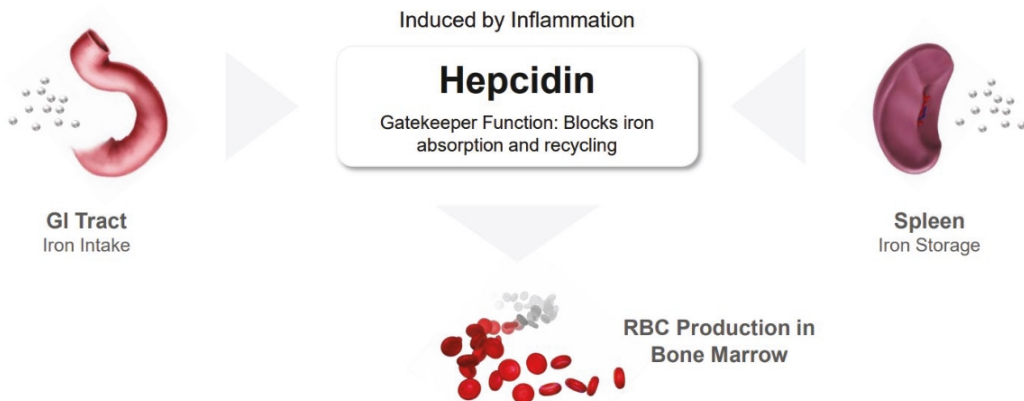 Induced by Inflammation
Hepcidin
Gatekeeper Function: Blocks iron
absorption and recycling
GI Tract
Iron Intake
Spleen
Iron Storage
RBC Production in
Bone Marrow